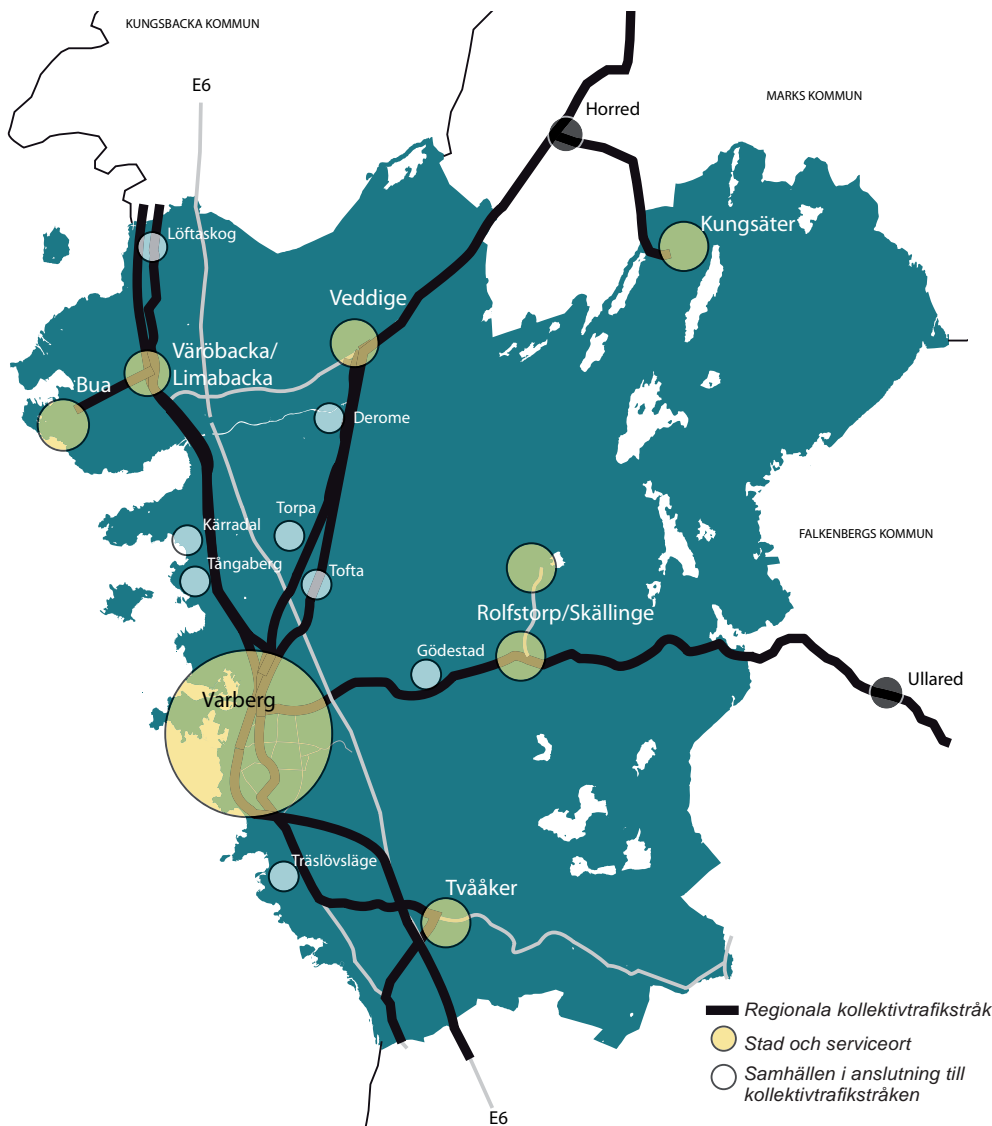 KUNGSBACKA KOMMUN
E6
MARKS KOMMUN
Horred
Kungsäter
Löftaskog
Veddige
Väröbacka/
Limabacka
Bua
Derome
Torpa
Kärradal
FALKENBERGS KOMMUN
Tångaberg
Tofta
Rolfstorp/Skällinge
Gödestad
Ullared
Varberg
Träslövsläge
Tvååker
Regionala kollektivtrafikstråk
Stad och serviceort
Samhällen i anslutning till
kollektivtrafikstråken
E6